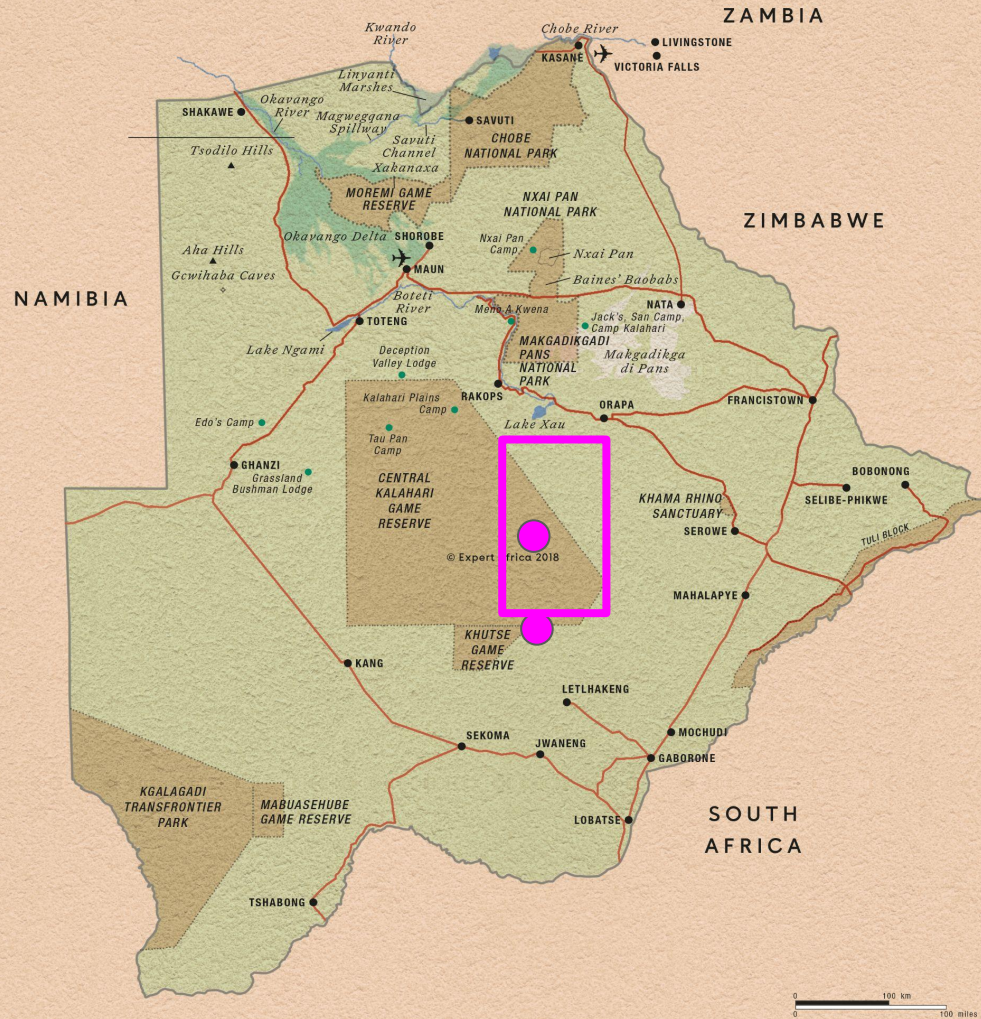 ZAMBIA
Kwando
River
Chobe River
LIVINGSTONE
KASANE
VICTORIA FALLS
Linyanti
Marshes
Okavango
River
SHAKAWE
Magwegqana
Spillway
SAVUTI
Savuti
Channel
CHOBE
NATIONAL PARK
Tsodilo Hills
Xakanaxa
MOREMI GAME
RESERVE
NXAI PAN
NATIONAL PARK
ZIMBABWE
Okavango Delta
SHOROBE
Nxai Pan
Camp
Nxai Pan
Aha Hills
Gcwihaba Caves
MAUN
Baines' Baobabs
NAMIBIA
Boteti
River
Meno A Kwena
NATA
Jack's, San Camp,
Camp Kalahari
TOTENG
Lake Ngami
MAKGADIKGADI
PANS
NATIONAL
PARK
Makgadikga
di Pans
Deception
Valley Lodge
RAKOPS
Kalahari Plains
Camp
ORAPA
FRANCISTOWN
Lake Xau
Edo's Camp
Tau Pan
Camp
GHANZI
Grassland
Bushman Lodge
CENTRAL
KALAHARI
GAME
RESERVE
BOBONONG
SELIBE-PHIKWE
KHAMA RHINO
SANCTUARY
SEROWE
TULI BLOCK
© Expert Africa 2018
MAHALAPYE
KHUTSE
GAME
RESERVE
KANG
LETLHAKENG
SEKOMA
JWANENG
MOCHUDI
GABORONE
KGALAGADI
TRANSFRONTIER
PARK
MABUASEHUBE
GAME RESERVE
LOBATSE
SOUTH
AFRICA
TSHABONG
0 100 km
0 100 miles